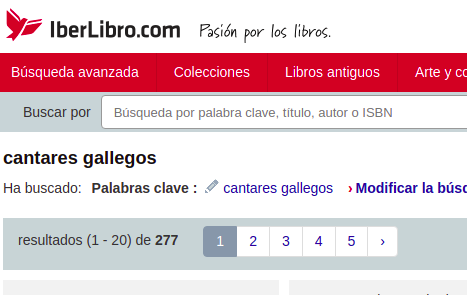 IberLibro.com Pasión por los libros.
Búsqueda avanzada Colecciones Libros antiguos Arte y co
Buscar por Búsqueda por palabra clave, título, autor o ISBN
cantares gallegos
Ha buscado: Palabras clave : cantares gallegos › Modificar la búsq
resultados (1 - 20) de 277 1 2 3 4 5 ›